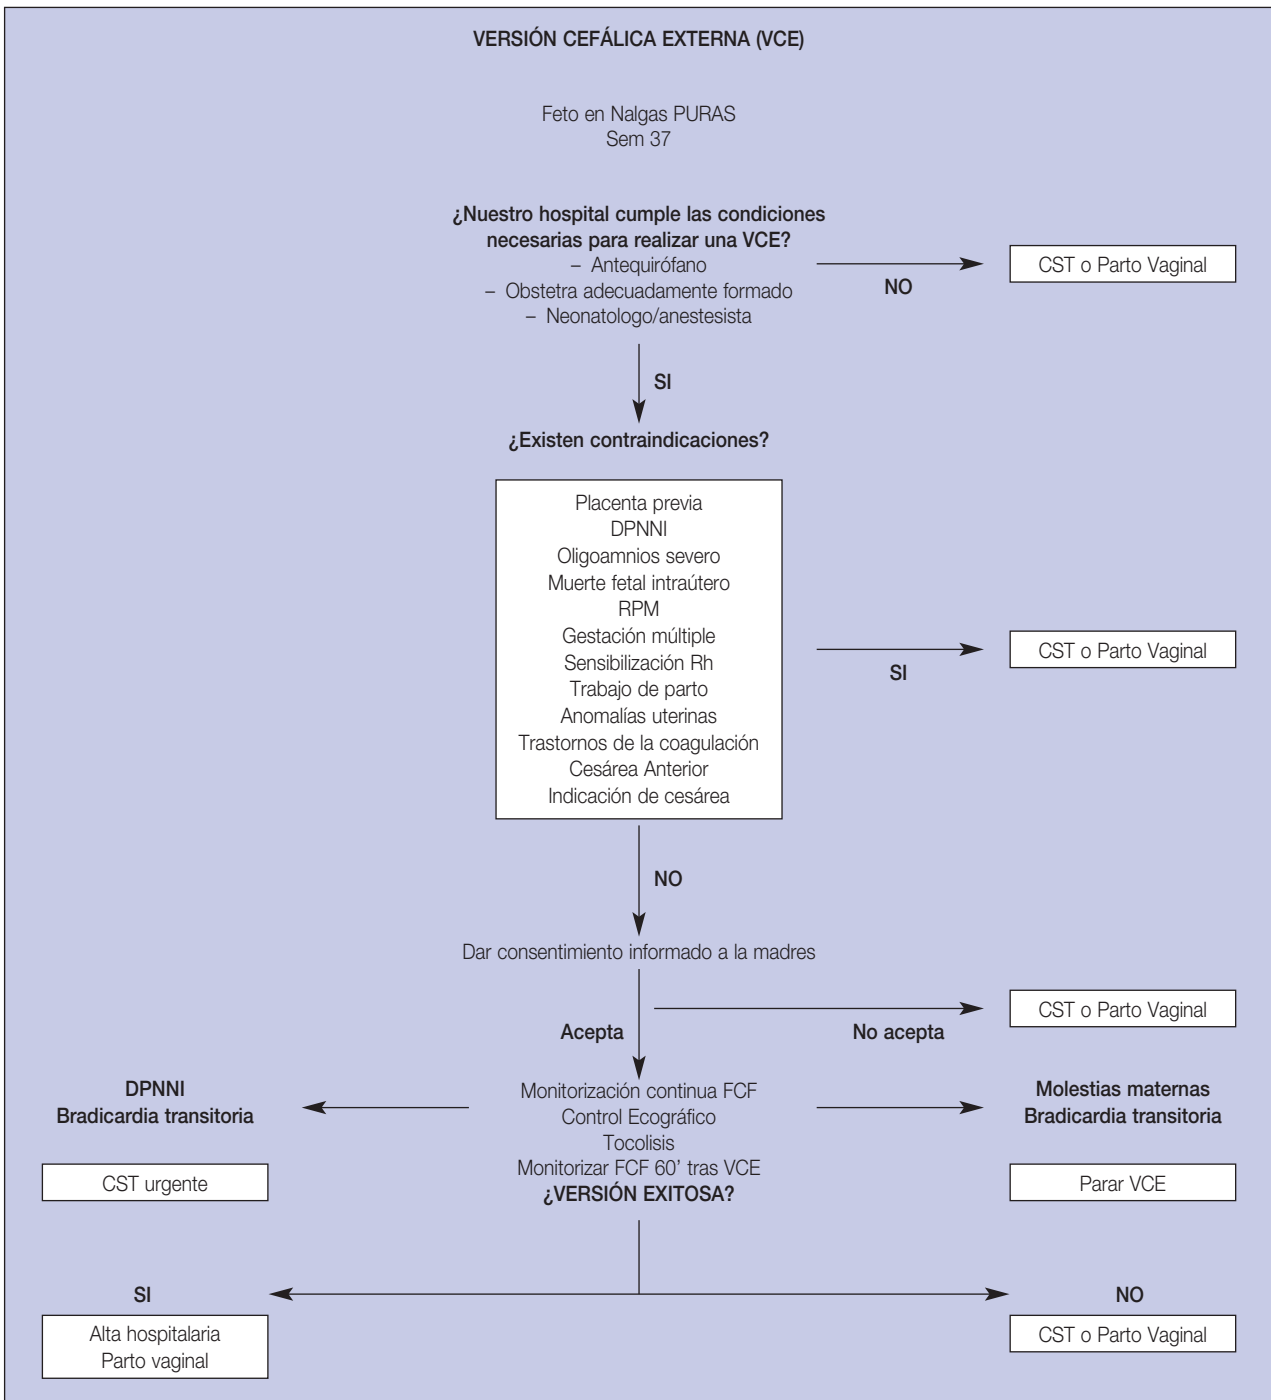 VERSIÓN CEFÁLICA EXTERNA (VCE)
Feto en Nalgas PURAS
Sem 37
¿Nuestro hospital cumple las condiciones
necesarias para realizar una VCE?
– Antequirófano
– Obstetra adecuadamente formado
– Neonatologo/anestesista
NO
CST o Parto Vaginal
SI
¿Existen contraindicaciones?
Placenta previa
DPNNI
Oligoamnios severo
Muerte fetal intraútero
RPM
Gestación múltiple
Sensibilización Rh
Trabajo de parto
Anomalías uterinas
Trastornos de la coagulación
Cesárea Anterior
Indicación de cesárea
SI
CST o Parto Vaginal
NO
Dar consentimiento informado a la madres
Acepta
No acepta
CST o Parto Vaginal
DPNNI
Bradicardia transitoria
CST urgente
Monitorización continua FCF
Control Ecográfico
Tocolisis
Monitorizar FCF 60’ tras VCE
¿VERSIÓN EXITOSA?
Molestias maternas
Bradicardia transitoria
Parar VCE
SI
Alta hospitalaria
Parto vaginal
NO
CST o Parto Vaginal